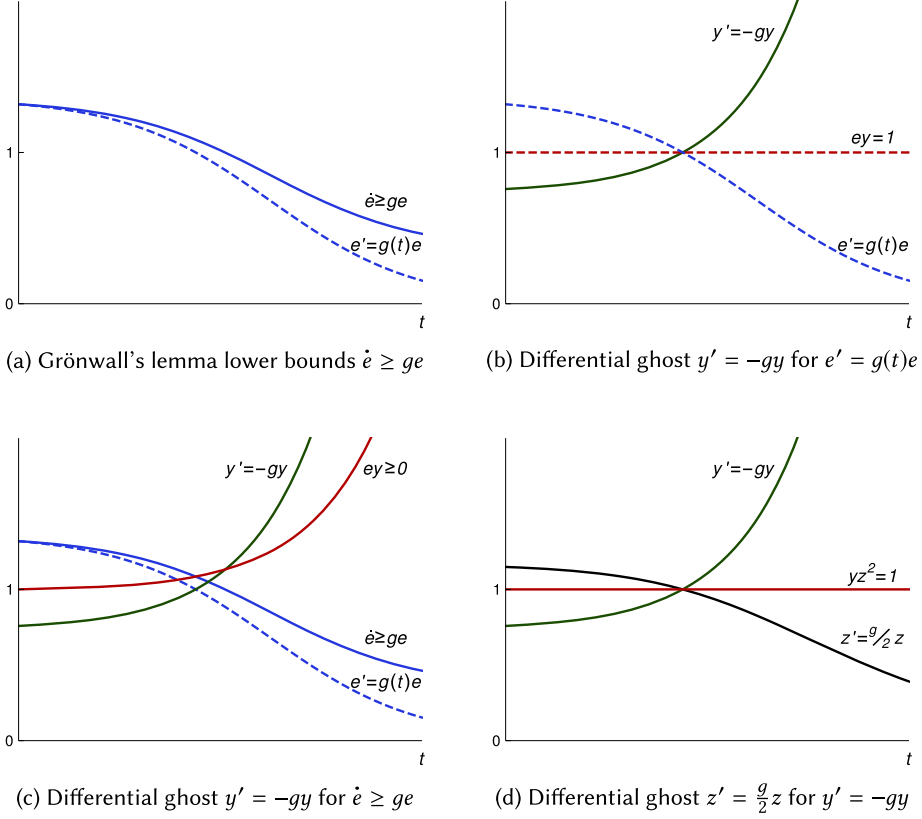 1
ė≥ge
e'=g(t)e
0
t
(a) Grönwall's lemma lower bounds ė ≥ ge
y'=−gy
ey=1
1
e'=g(t)e
0
t
(b) Differential ghost y′ = −gy for e′ = g(t)e
y'=−gy
ey≥0
1
ė≥ge
e'=g(t)e
0
t
(c) Differential ghost y′ = −gy for ė ≥ ge
y'=−gy
yz²=1
1
z'=g/2 z
0
t
(d) Differential ghost z′ = g/2 z for y′ = −gy